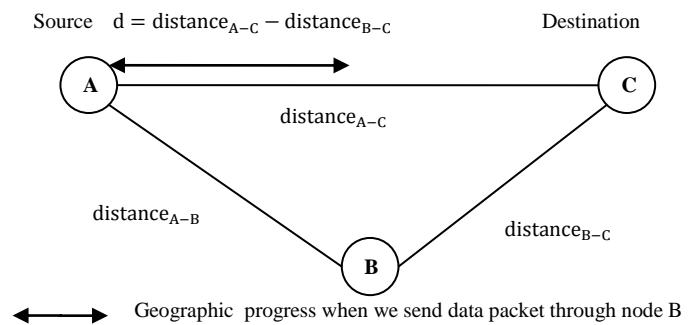 Source d = distance_A−C − distance_B−C Destination
A
C
distance_A−C
distance_A−B
distance_B−C
B
Geographic progress when we send data packet through node B